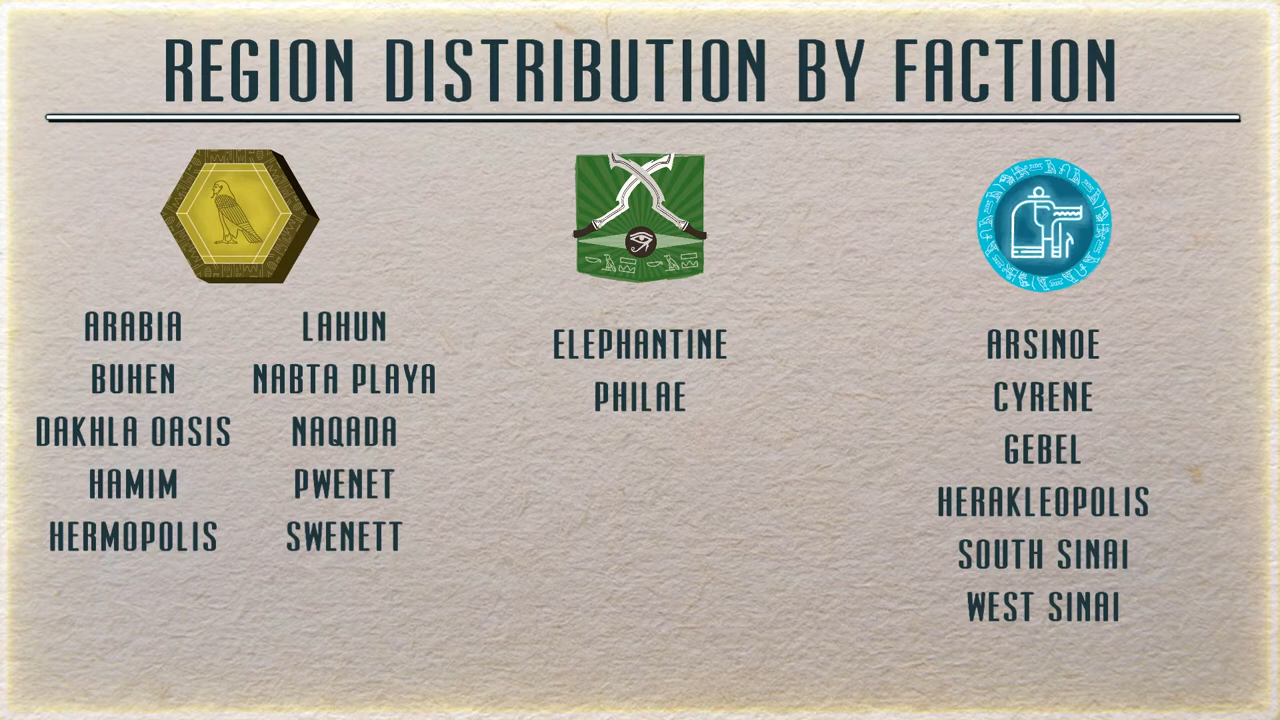 REGION DISTRIBUTION BY FACTION
ARABIA
BUHEN
DAKHLA OASIS
HAMIM
HERMOPOLIS
LAHUN
NABTA PLAYA
NAQADA
PWENET
SWENETT
ELEPHANTINE
PHILAE
ARSINOE
CYRENE
GEBEL
HERAKLEOPOLIS
SOUTH SINAI
WEST SINAI